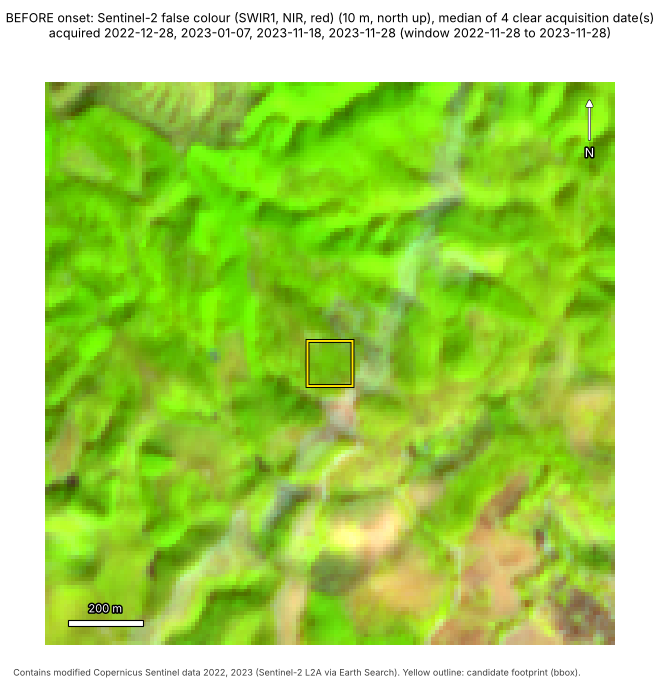 BEFORE onset: Sentinel-2 false colour (SWIR1, NIR, red) (10 m, north up), median of 4 clear acquisition date(s)
acquired 2022-12-28, 2023-01-07, 2023-11-18, 2023-11-28 (window 2022-11-28 to 2023-11-28)
N
200 m
Contains modified Copernicus Sentinel data 2022, 2023 (Sentinel-2 L2A via Earth Search). Yellow outline: candidate footprint (bbox).